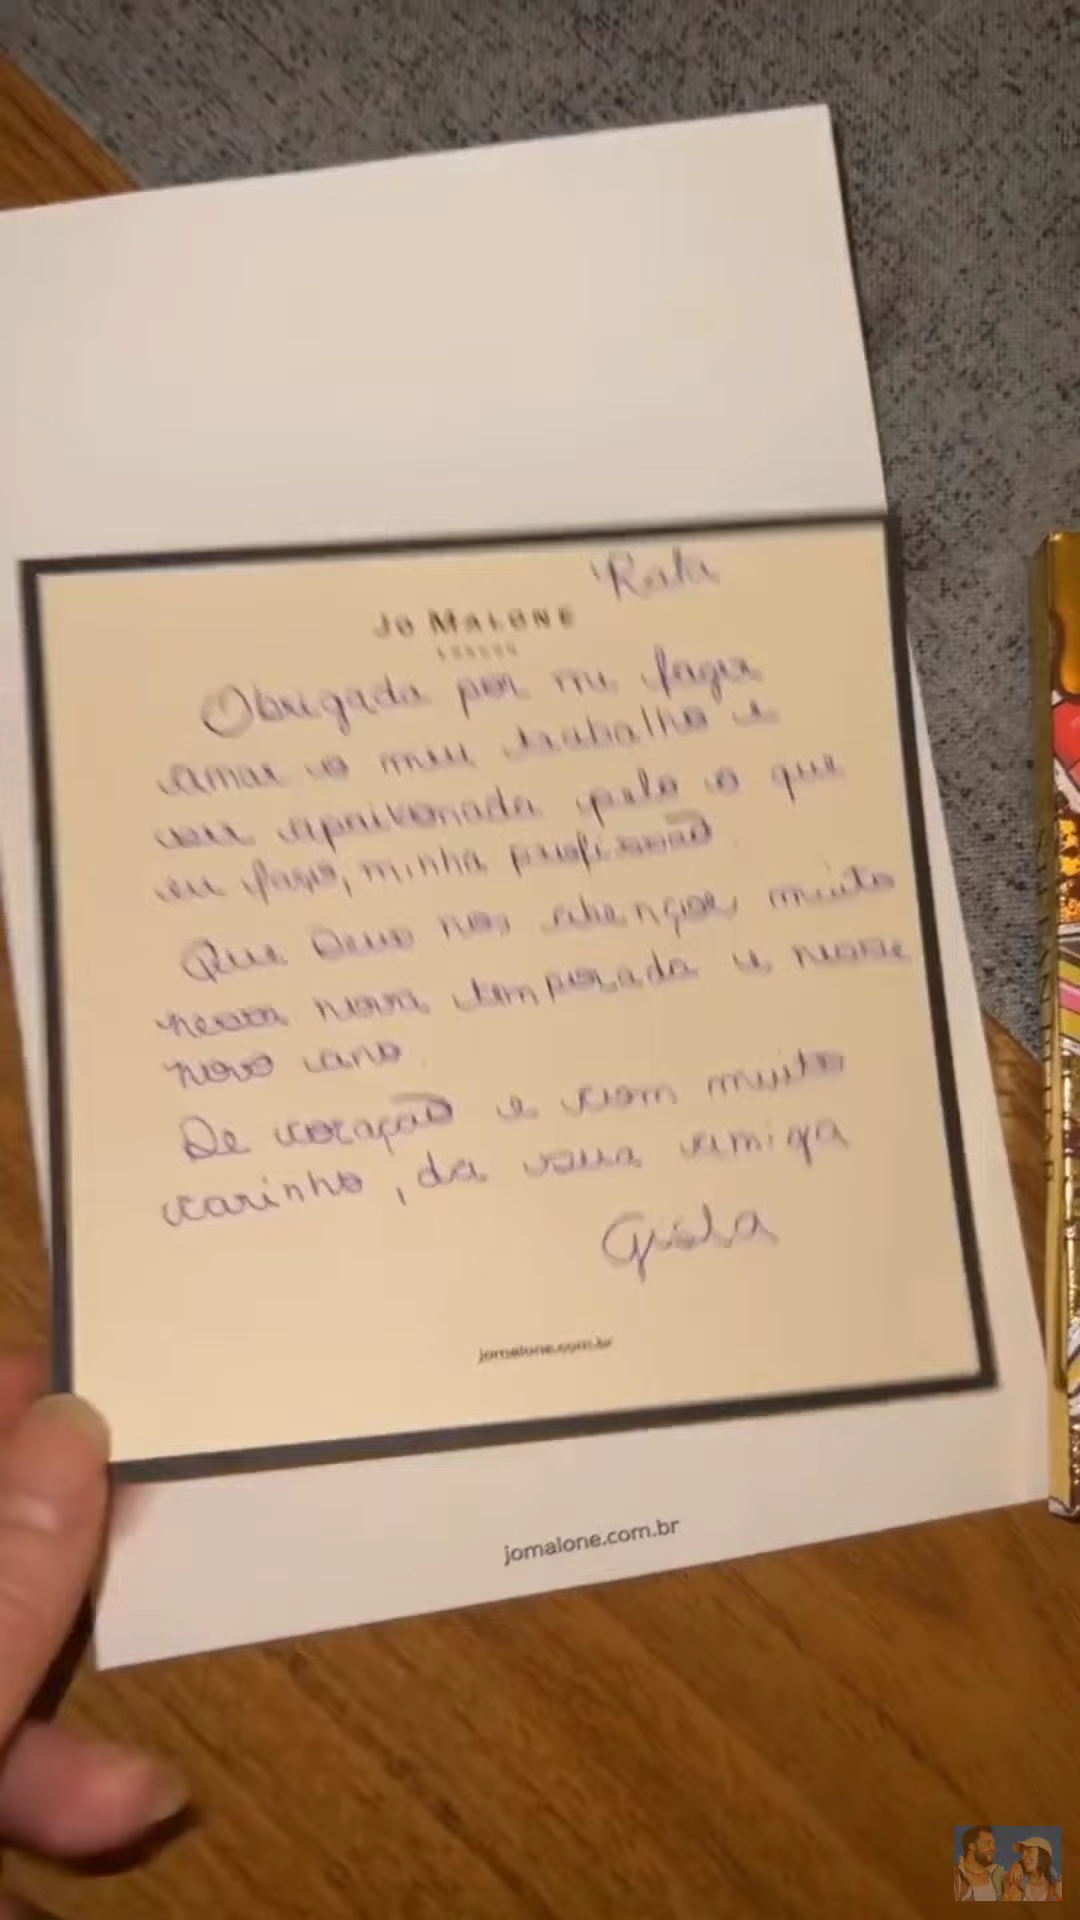 Rata
JO MALONE
LONDON
Obrigada por me fazer
amar o meu trabalho e
ser apaixonada pelo o que
eu faço, minha profissão.
Que Deus nos abençoe muito
nessa nova temporada e nesse
novo ano.
De coração e com muito
carinho, da sua amiga
jomalone.com.br
jomalone.com.br